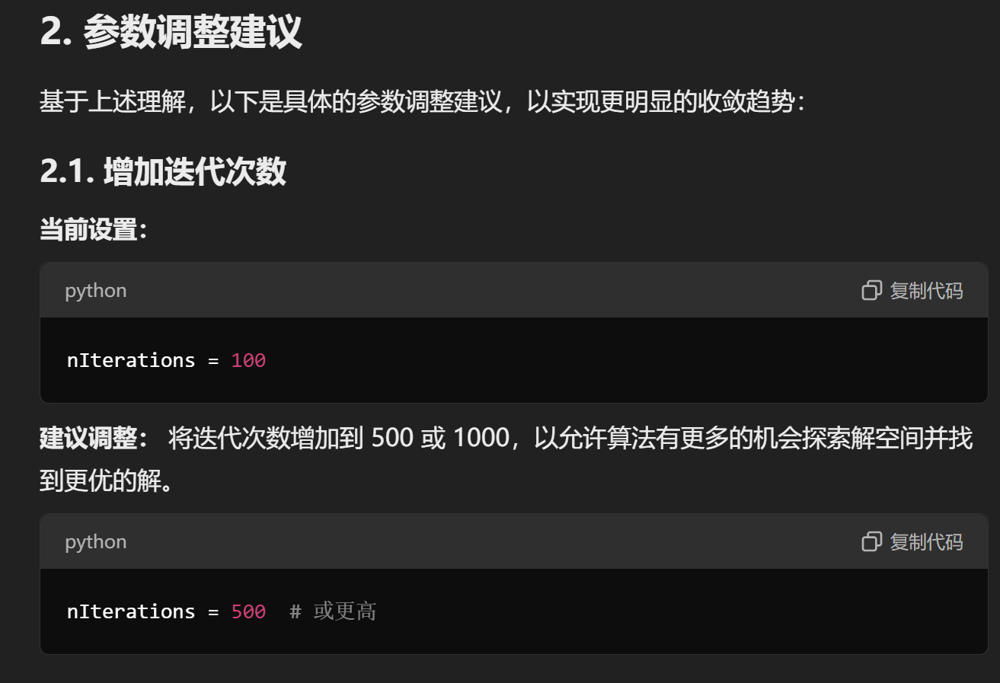 2. 参数调整建议
基于上述理解，以下是具体的参数调整建议，以实现更明显的收敛趋势：
2.1. 增加迭代次数
当前设置：
python
复制代码
nIterations = 100
建议调整： 将迭代次数增加到 500 或 1000，以允许算法有更多的机会探索解空间并找
到更优的解。
python
复制代码
nIterations = 500  # 或更高